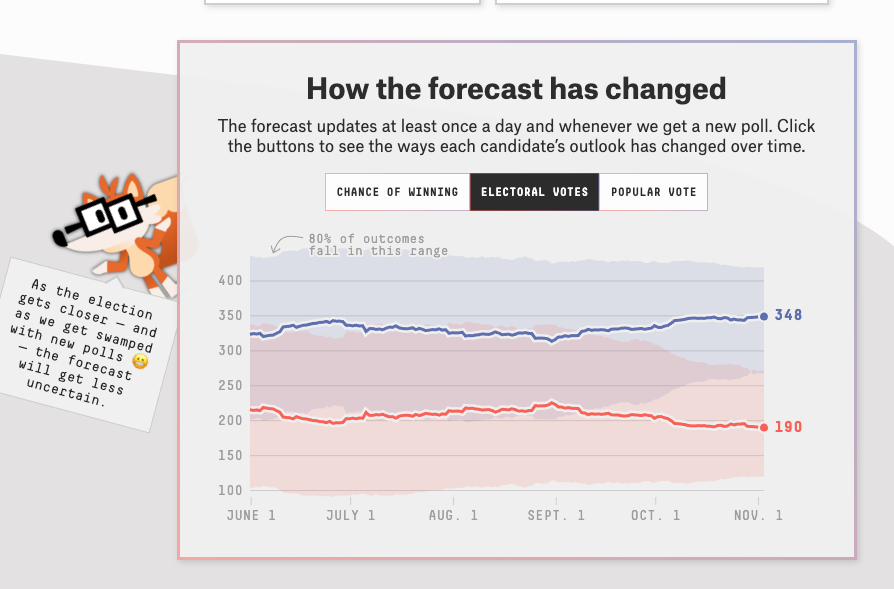 How the forecast has changed
The forecast updates at least once a day and whenever we get a new poll. Click
the buttons to see the ways each candidate's outlook has changed over time.
CHANCE OF WINNING
ELECTORAL VOTES
POPULAR VOTE
As the election
gets closer — and
as we get swamped
with new polls 😬
— the forecast
will get less
uncertain.
80% of outcomes
fall in this range
400
350
300
250
200
150
100
348
190
JUNE 1
JULY 1
AUG. 1
SEPT. 1
OCT. 1
NOV. 1